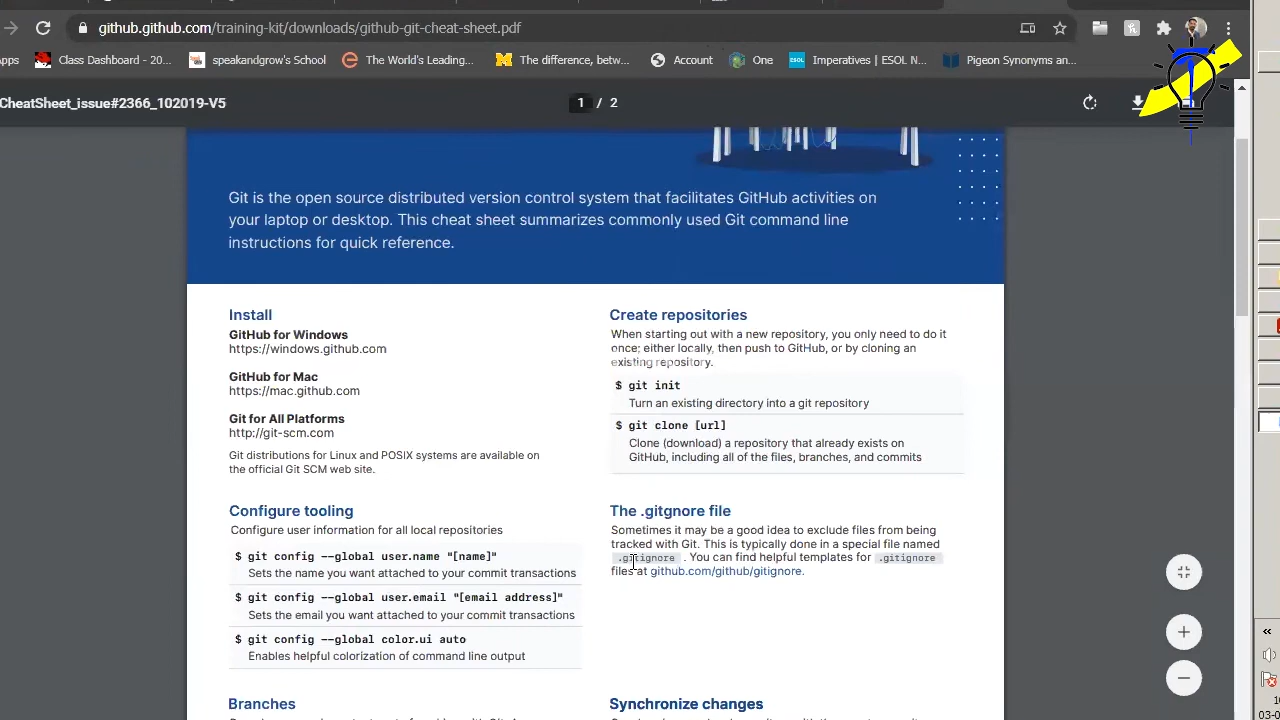 github.github.com/training-kit/downloads/github-git-cheat-sheet.pdf
Apps
Class dashboard - 20...
speakandgrow's School
The World's Leading...
The difference, betw...
Account
One
Imperatives | ESOL N...
Pigeon Synonyms an...
CheatSheet_issue#2366_102019-V5
1 / 2
Git is the open source distributed version control system that facilitates GitHub activities on
your laptop or desktop. This cheat sheet summarizes commonly used Git command line
instructions for quick reference.
Install
GitHub for Windows
https://windows.github.com
GitHub for Mac
https://mac.github.com
Git for All Platforms
http://git-scm.com
Git distributions for Linux and POSIX systems are available on
the official Git SCM web site.
Create repositories
When starting out with a new repository, you only need to do it
once; either locally, then push to GitHub, or by cloning an
existing repository.
$ git init
Turn an existing directory into a git repository
$ git clone [url]
Clone (download) a repository that already exists on
GitHub, including all of the files, branches, and commits
Configure tooling
Configure user information for all local repositories
$ git config --global user.name "[name]"
Sets the name you want attached to your commit transactions
$ git config --global user.email "[email address]"
Sets the email you want attached to your commit transactions
$ git config --global color.ui auto
Enables helpful colorization of command line output
The .gitgnore file
Sometimes it may be a good idea to exclude files from being
tracked with Git. This is typically done in a special file named
.gitignore . You can find helpful templates for .gitignore
files at github.com/github/gitignore.
Branches
Synchronize changes